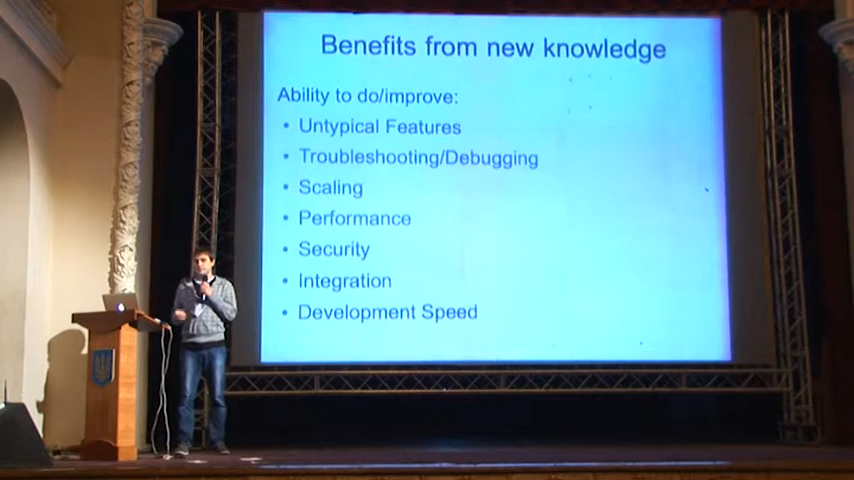 Benefits from new knowledge
Ability to do/improve:
• Untypical Features
• Troubleshooting/Debugging
• Scaling
• Performance
• Security
• Integration
• Development Speed